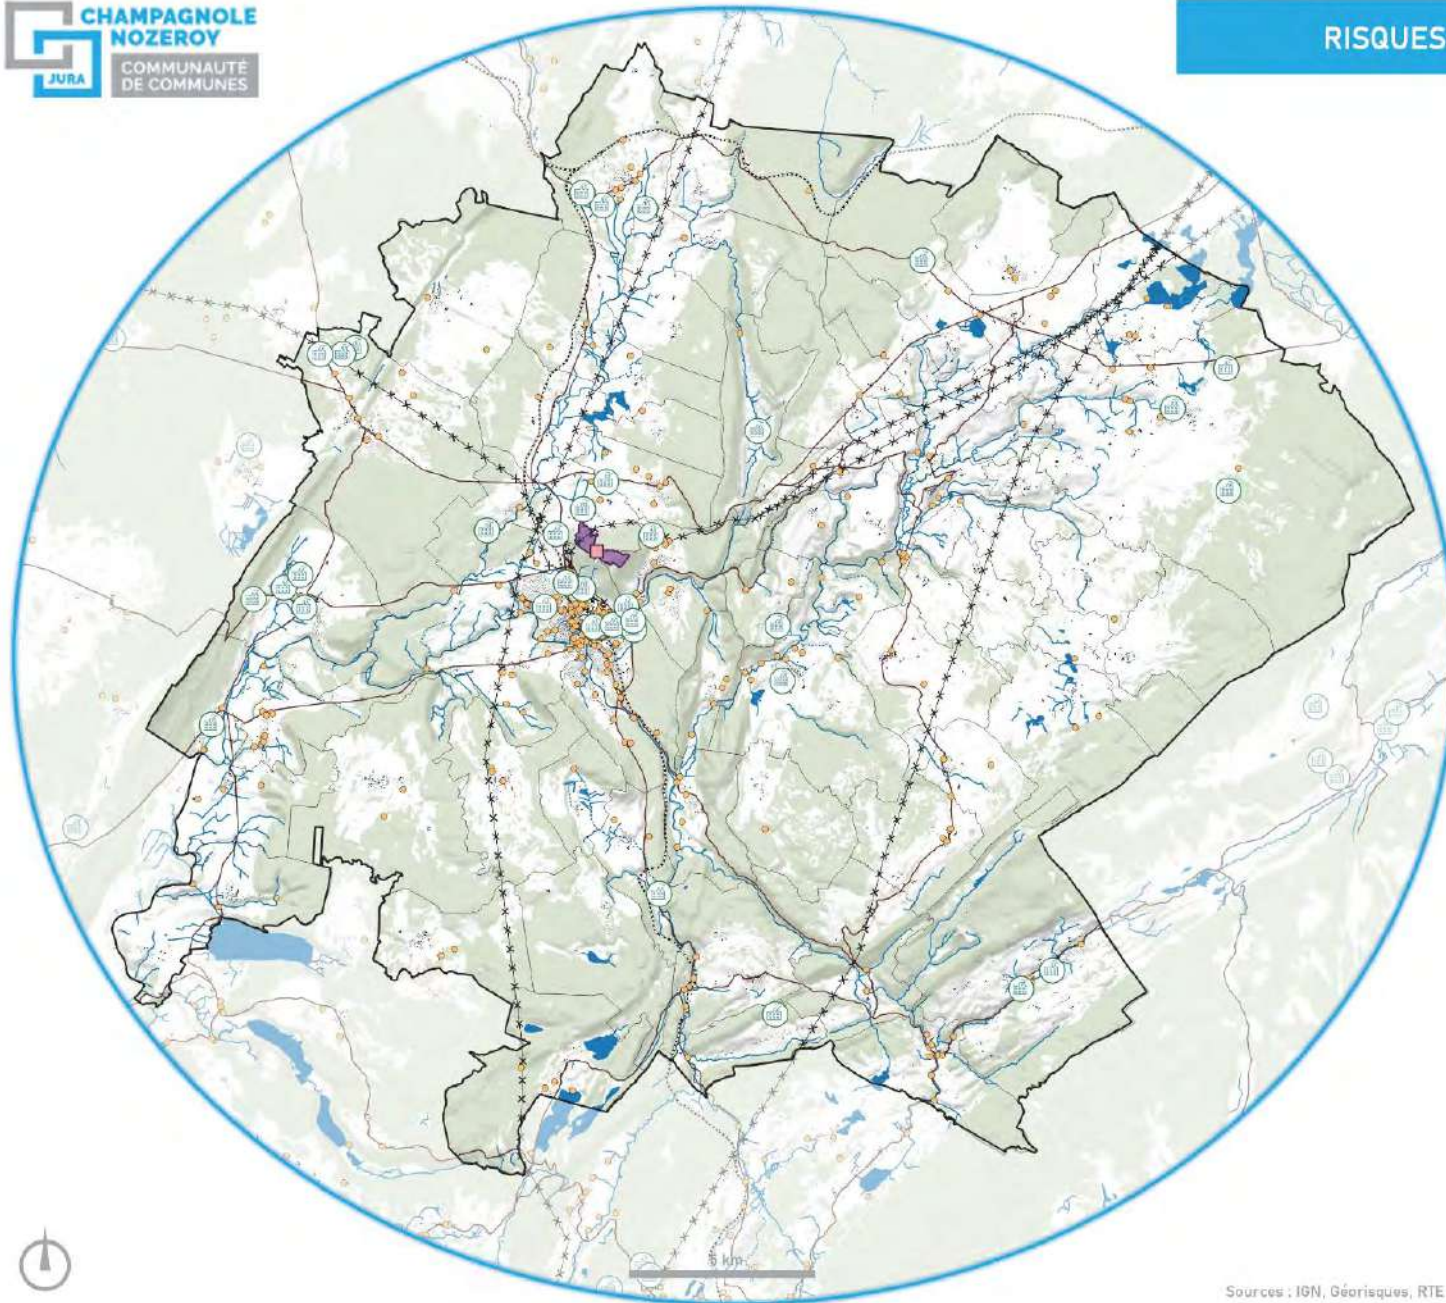 CHAMPAGNOLE
NOZEROY
JURA
COMMUNAUTÉ
DE COMMUNES
RISQUES
5 km
Sources : IGN, Géorisques, RTE